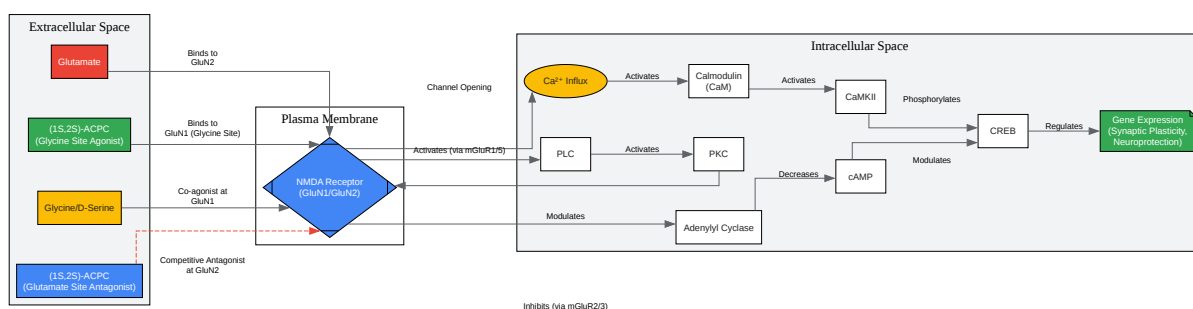 Extracellular Space
Glutamate
(1S,2S)-ACPC
(Glycine Site Agonist)
Glycine/D-Serine
(1S,2S)-ACPC
(Glutamate Site Antagonist)
Binds to
GluN2
Binds to
GluN1 (Glycine Site)
Co-agonist at
GluN1
Competitive Antagonist
at GluN2
Plasma Membrane
NMDA Receptor
(GluN1/GluN2)
Channel Opening
Activates (via mGluR1/5)
Modulates
Inhibits (via mGluR2/3)
Intracellular Space
Ca²⁺ Influx
Activates
Calmodulin
(CaM)
Activates
CaMKII
Phosphorylates
PLC
Activates
PKC
CREB
Regulates
Gene Expression
(Synaptic Plasticity,
Neuroprotection)
Modulates
Decreases
cAMP
Adenylyl Cyclase